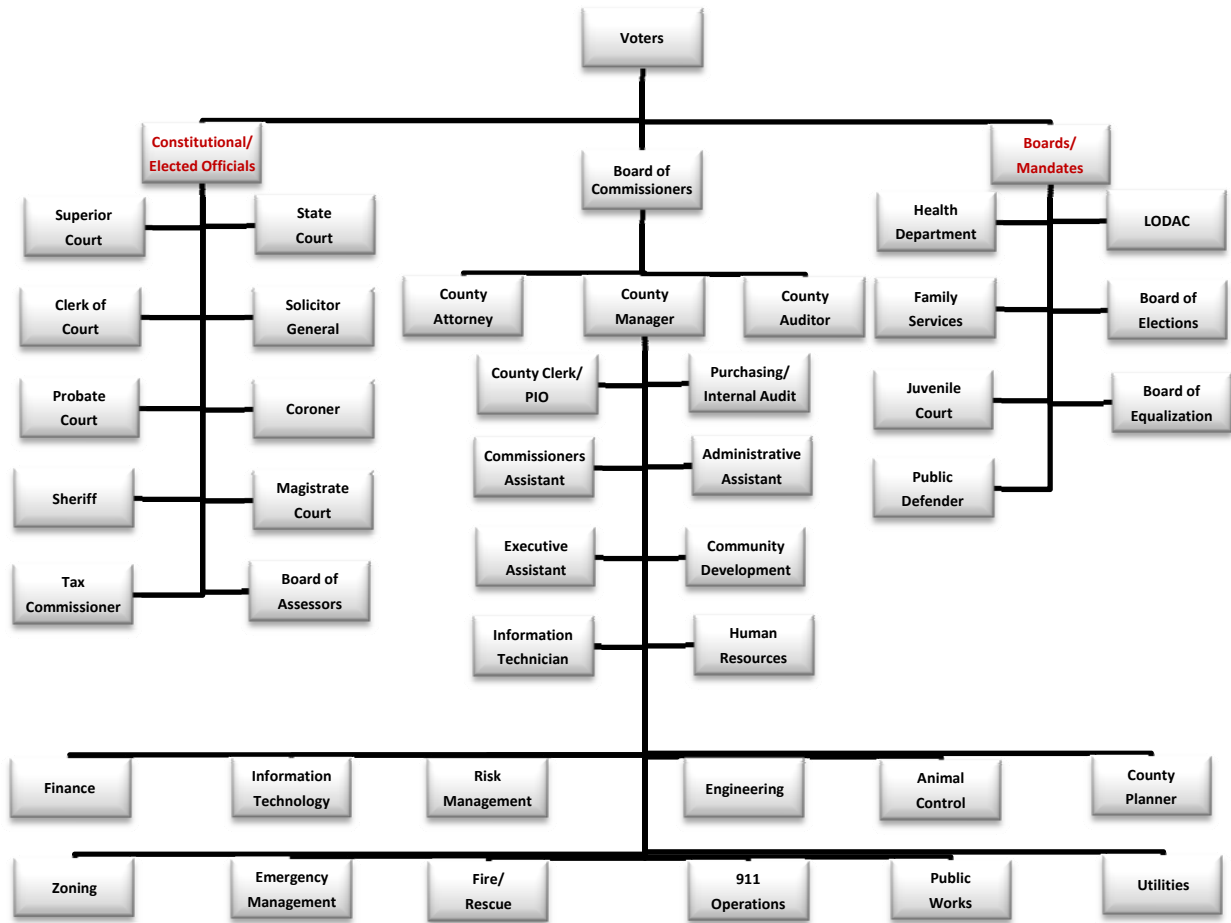 Voters
Constitutional/
Elected Officials
Board of
Commissioners
Boards/
Mandates
Superior
Court
State
Court
Clerk of
Court
Solicitor
General
Probate
Court
Coroner
Sheriff
Magistrate
Court
Tax
Commissioner
Board of
Assessors
County
Attorney
County
Manager
County
Auditor
County Clerk/
PIO
Purchasing/
Internal Audit
Commissioners
Assistant
Administrative
Assistant
Executive
Assistant
Community
Development
Information
Technician
Human
Resources
Health
Department
LODAC
Family
Services
Board of
Elections
Juvenile
Court
Board of
Equalization
Public
Defender
Finance
Information
Technology
Risk
Management
Engineering
Animal
Control
County
Planner
Zoning
Emergency
Management
Fire/
Rescue
911
Operations
Public
Works
Utilities